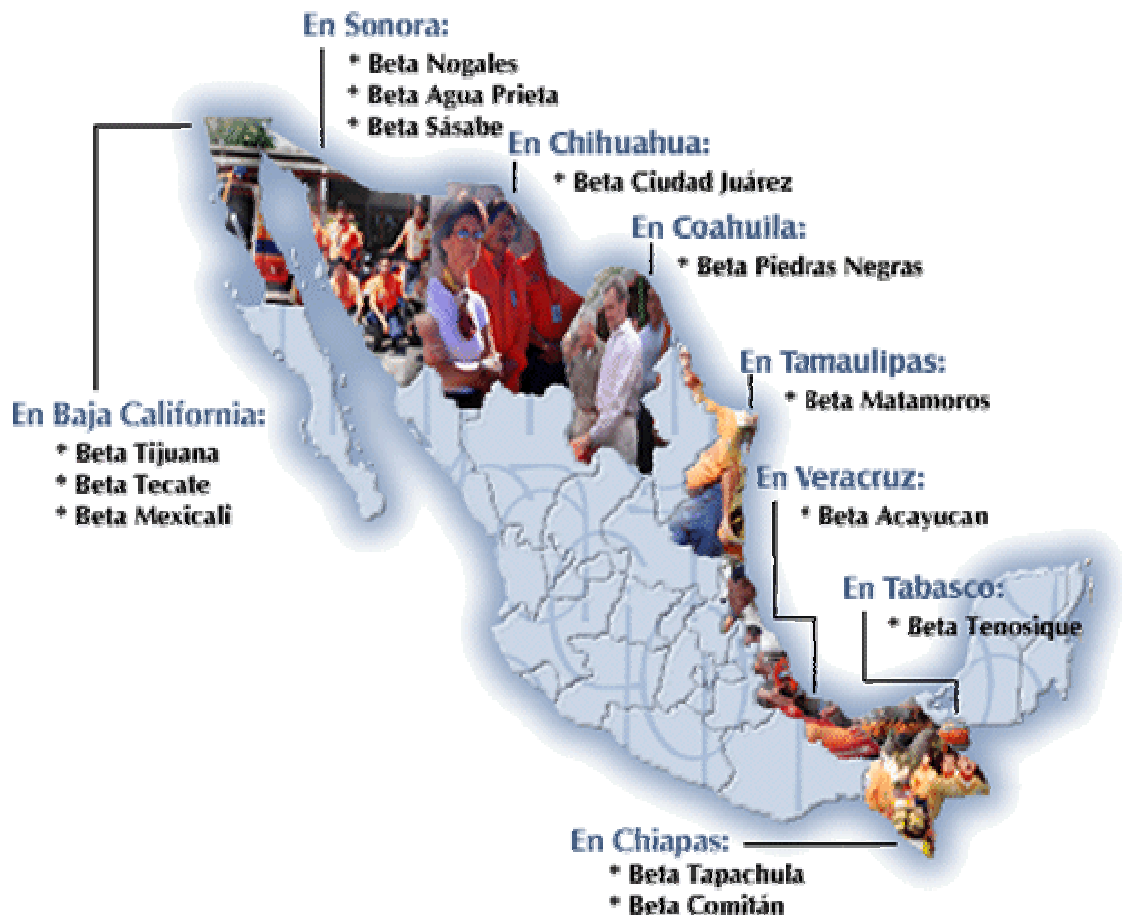 En Sonora:
* Beta Nogales
* Beta Agua Prieta
* Beta Sásabe
En Chihuahua:
* Beta Ciudad Juárez
En Coahuila:
* Beta Piedras Negras
En Tamaulipas:
* Beta Matamoros
En Baja California:
* Beta Tijuana
* Beta Tecate
* Beta Mexicali
En Veracruz:
* Beta Acayucan
En Tabasco:
* Beta Tenosique
En Chiapas:
* Beta Tapachula
* Beta Comitán